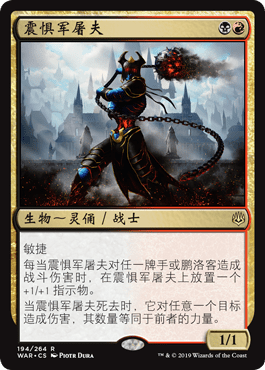 震惧军屠夫
生物～灵俑／战士
敏捷
每当震惧军屠夫对任一牌手或鹏洛客造成
战斗伤害时，在震惧军屠夫上放置一个
+1/+1指示物。
当震惧军屠夫死去时，它对任意一个目标
造成伤害，其数量等同于前者的力量。
1/1
194/264 R
WAR • CS Piotr Dura
™ & © 2019 Wizards of the Coast